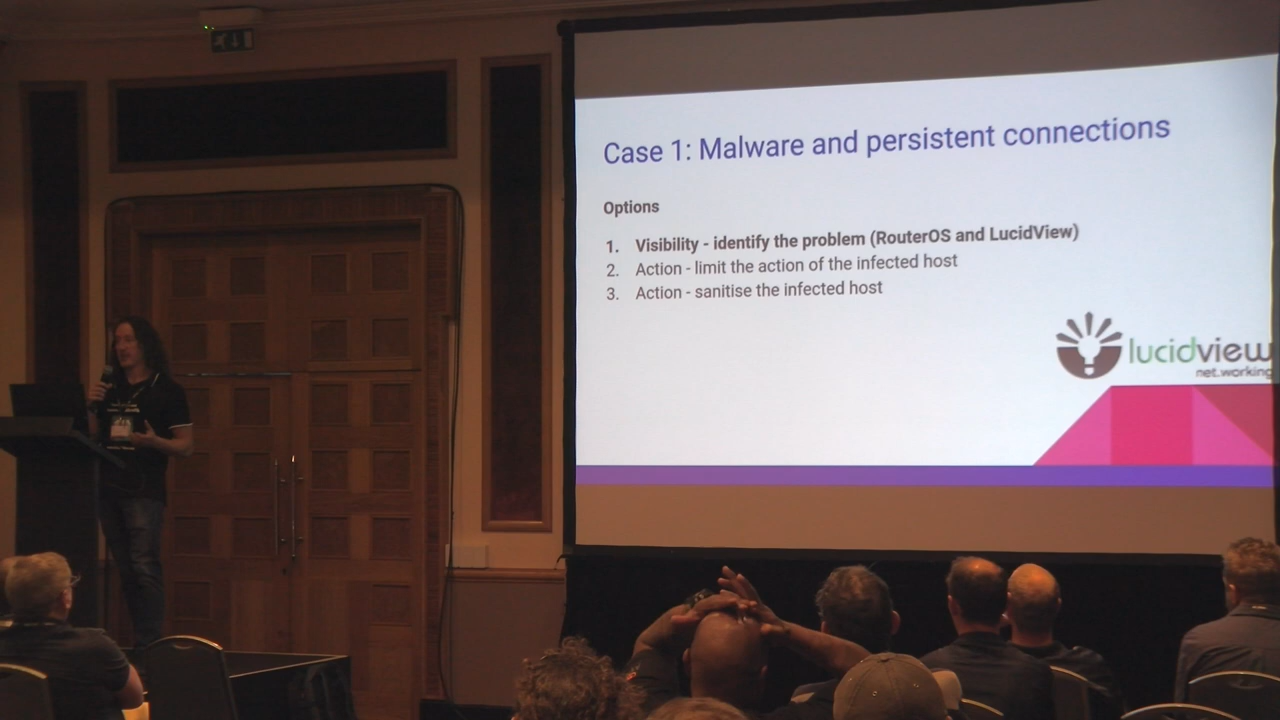 Case 1: Malware and persistent connections
Options
1. Visibility - identify the problem (RouterOS and LucidView)
2. Action - limit the action of the infected host
3. Action - sanitise the infected host
lucidview
net.working